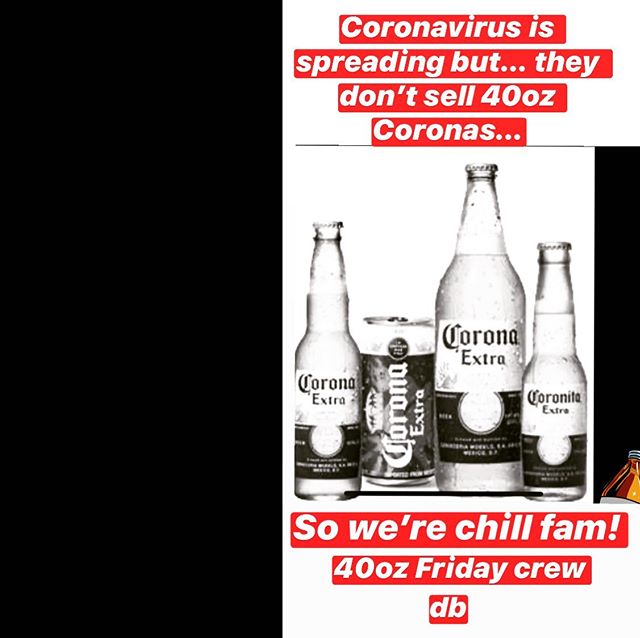 Coronavirus is
spreading but... they
don't sell 40oz
Coronas...
Corona
Extra
Corona
Extra
Corona
Extra
Coronita
Extra
So we're chill fam!
40oz Friday crew
db